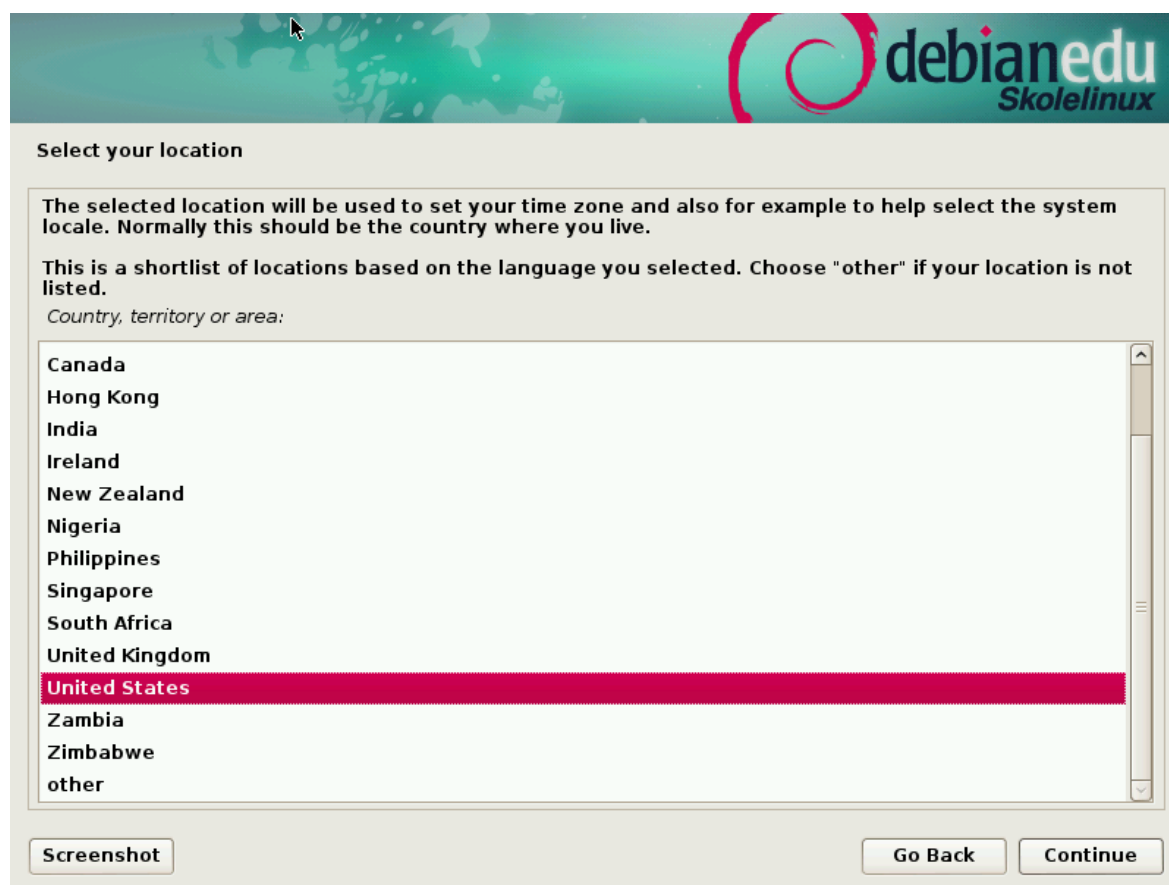 debianedu
Skolelinux
Select your location
The selected location will be used to set your time zone and also for example to help select the system
locale. Normally this should be the country where you live.
This is a shortlist of locations based on the language you selected. Choose "other" if your location is not
listed.
Country, territory or area:
Canada
Hong Kong
India
Ireland
New Zealand
Nigeria
Philippines
Singapore
South Africa
United Kingdom
United States
Zambia
Zimbabwe
other
Screenshot
Go Back
Continue